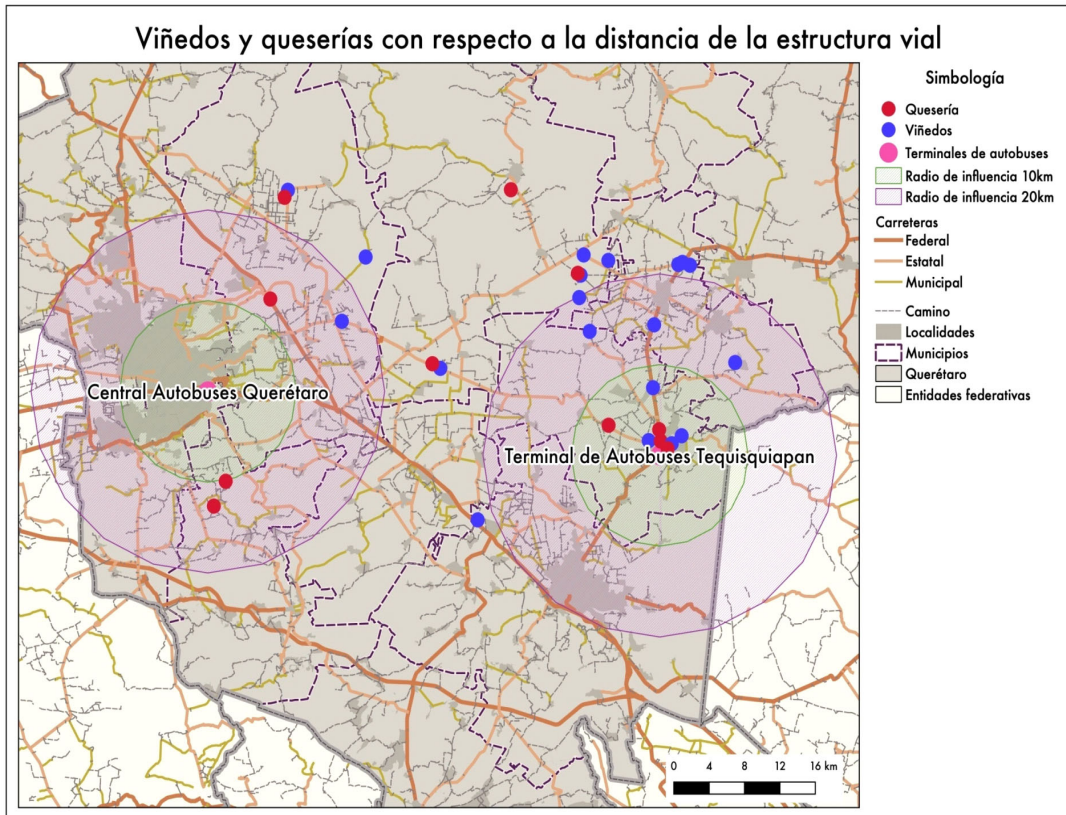 Viñedos y queserías con respecto a la distancia de la estructura vial
Simbología
Quesería
Viñedos
Terminales de autobuses
Radio de influencia 10km
Radio de influencia 20km
Carreteras
Federal
Estatal
Municipal
Camino
Localidades
Municipios
Querétaro
Entidades federativas
Central Autobuses Querétaro
Terminal de Autobuses Tequisquiapan
0 4 8 12 16 km